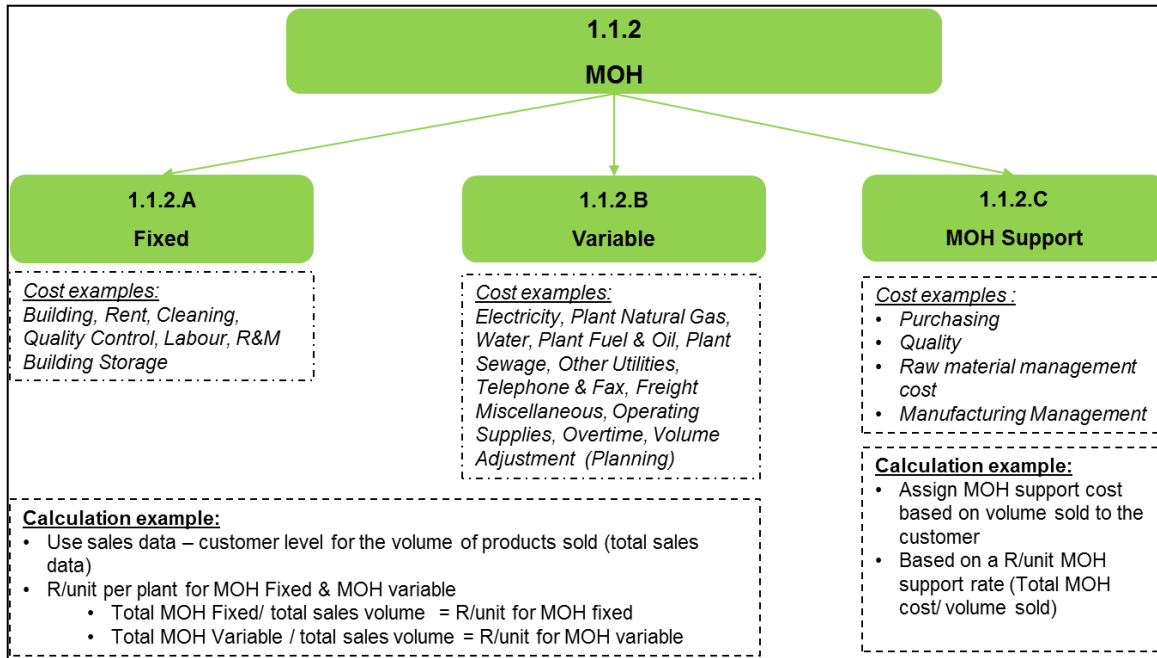 1.1.2
MOH
1.1.2.A
Fixed
1.1.2.B
Variable
1.1.2.C
MOH Support
Cost examples:
Building, Rent, Cleaning,
Quality Control, Labour, R&M
Building Storage
Cost examples:
Electricity, Plant Natural Gas,
Water, Plant Fuel & Oil, Plant
Sewage, Other Utilities,
Telephone & Fax, Freight
Miscellaneous, Operating
Supplies, Overtime, Volume
Adjustment (Planning)
Cost examples :
• Purchasing
• Quality
• Raw material management
cost
• Manufacturing Management
Calculation example:
• Use sales data – customer level for the volume of products sold (total sales
data)
• R/unit per plant for MOH Fixed & MOH variable
• Total MOH Fixed/ total sales volume = R/unit for MOH fixed
• Total MOH Variable / total sales volume = R/unit for MOH variable
Calculation example:
• Assign MOH support cost
based on volume sold to the
customer
• Based on a R/unit MOH
support rate (Total MOH
cost/ volume sold)